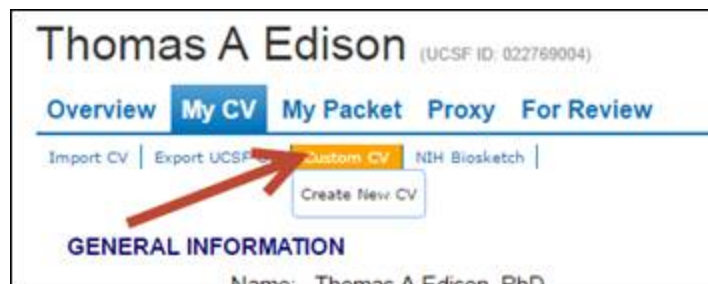 Thomas A Edison (UCSF ID: 022769004)
Overview My CV My Packet Proxy For Review
Import CV Export UCSF Custom CV NIH Biosketch
Create New CV
GENERAL INFORMATION
Name: Thomas A Edison, PhD